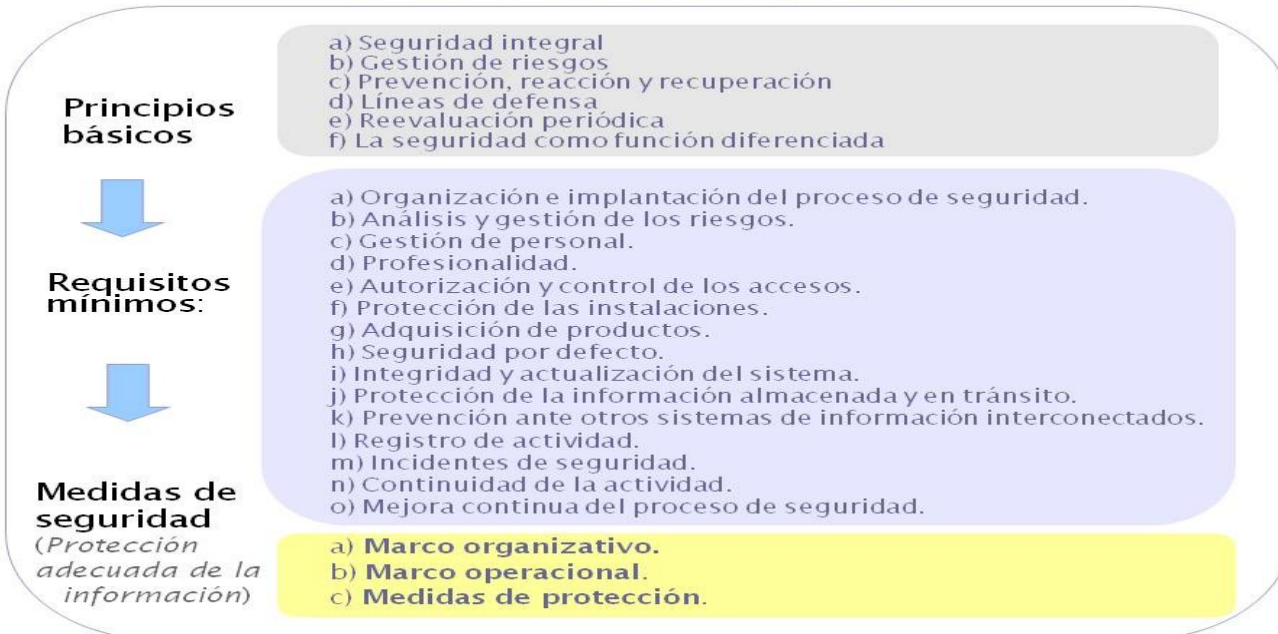 Principios
básicos
a) Seguridad integral
b) Gestión de riesgos
c) Prevención, reacción y recuperación
d) Líneas de defensa
e) Reevaluación periódica
f) La seguridad como función diferenciada
Requisitos
mínimos:
a) Organización e implantación del proceso de seguridad.
b) Análisis y gestión de los riesgos.
c) Gestión de personal.
d) Profesionalidad.
e) Autorización y control de los accesos.
f) Protección de las instalaciones.
g) Adquisición de productos.
h) Seguridad por defecto.
i) Integridad y actualización del sistema.
j) Protección de la información almacenada y en tránsito.
k) Prevención ante otros sistemas de información interconectados.
l) Registro de actividad.
m) Incidentes de seguridad.
n) Continuidad de la actividad.
o) Mejora continua del proceso de seguridad.
Medidas de
seguridad
(Protección
adecuada de la
información)
a) Marco organizativo.
b) Marco operacional.
c) Medidas de protección.